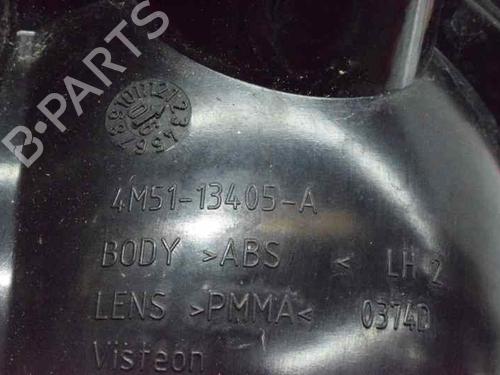 B-PARTS
4M51-13405-A
BODY >ABS< LH 2
LENS >PMMA< 0374D
Visteon